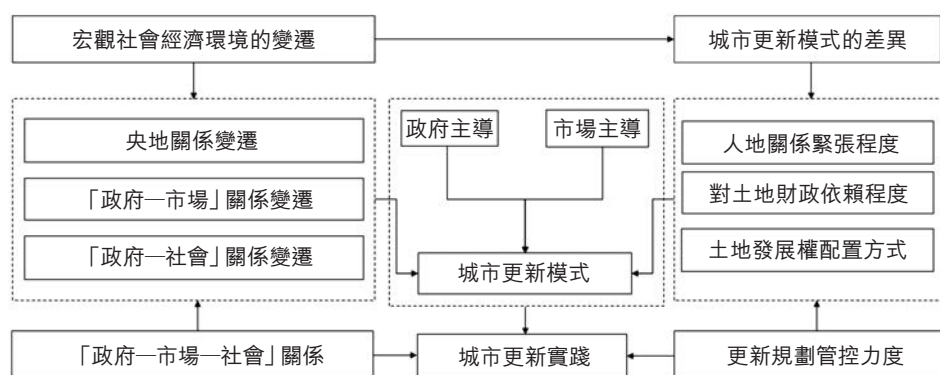 宏觀社會經濟環境的變遷
城市更新模式的差異
央地關係變遷
「政府—市場」關係變遷
「政府—社會」關係變遷
政府主導
市場主導
城市更新模式
人地關係緊張程度
對土地財政依賴程度
土地發展權配置方式
「政府—市場—社會」關係
城市更新實踐
更新規劃管控力度